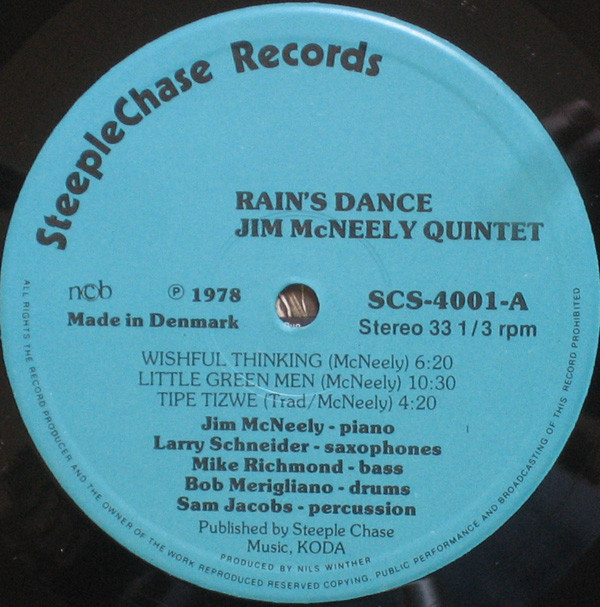 SteepleChase Records
RAIN'S DANCE
JIM McNEELY QUINTET
ncb
℗ 1978
Made in Denmark
SCS-4001-A
Stereo 33 1/3 rpm
WISHFUL THINKING (McNeely) 6:20
LITTLE GREEN MEN (McNeely) 10:30
TIPE TIZWE (Trad/McNeely) 4:20
Jim McNeely - piano
Larry Schneider - saxophones
Mike Richmond - bass
Bob Merigliano - drums
Sam Jacobs - percussion
Published by Steeple Chase
Music, KODA
PRODUCED BY NILS WINTHER
ALL RIGHTS THE RECORD PRODUCER AND THE OWNER OF THE WORK REPRODUCED RESERVED COPYING, PUBLIC PERFORMANCE AND BROADCASTING OF THIS RECORD PROHIBITED